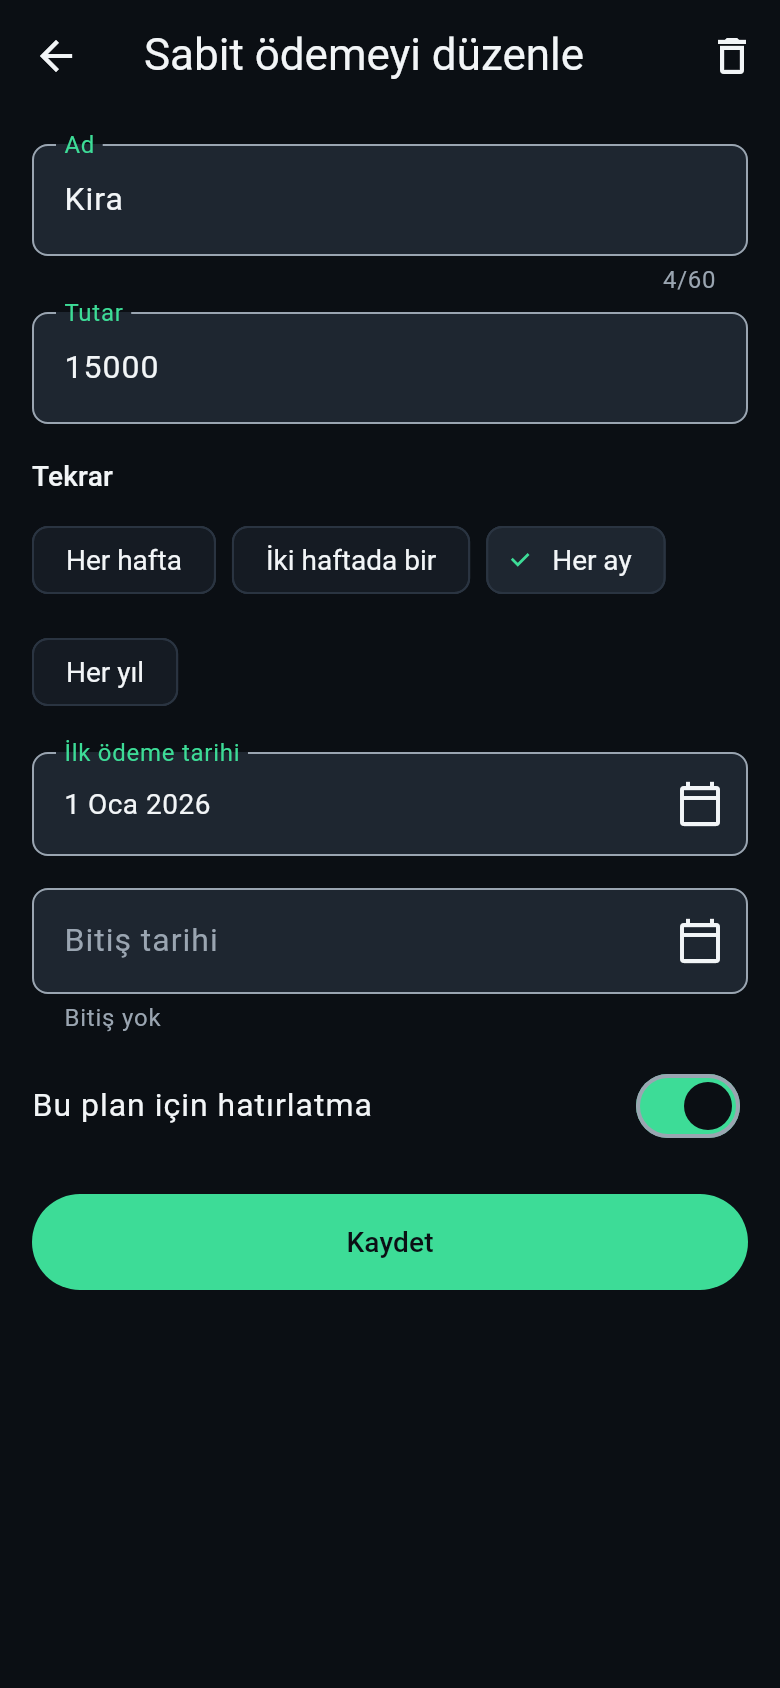 Sabit ödemeyi düzenle
Ad
Kira
4/60
Tutar
15000
Tekrar
Her hafta
İki haftada bir
Her ay
Her yıl
İlk ödeme tarihi
1 Oca 2026
Bitiş tarihi
Bitiş yok
Bu plan için hatırlatma
Kaydet